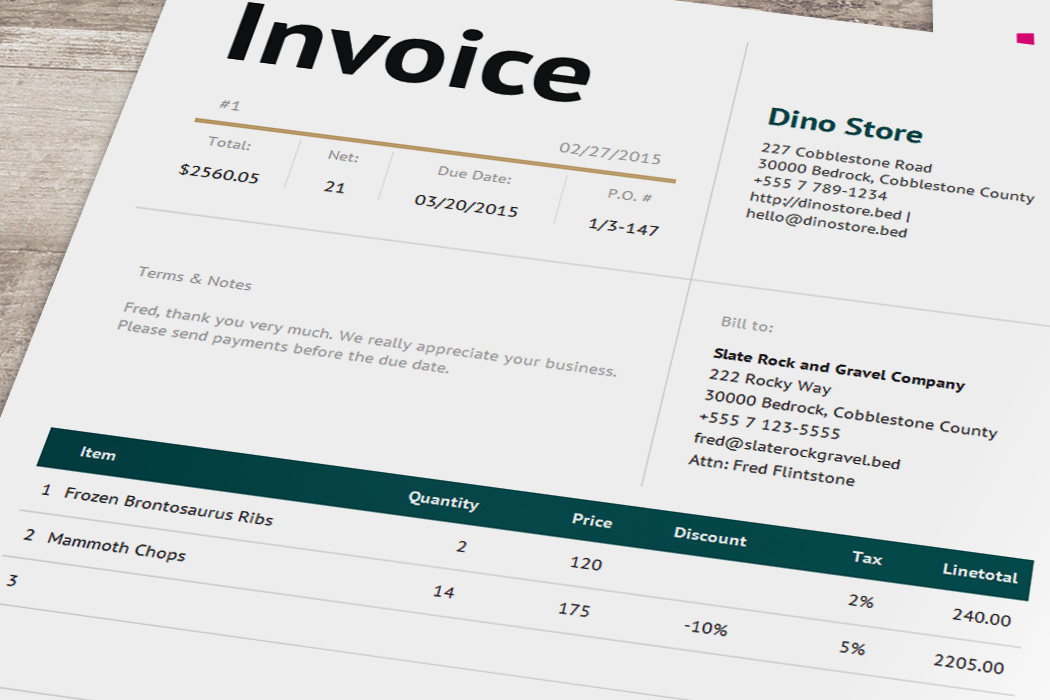 Invoice
#1
02/27/2015
Total:
Net:
Due Date:
P.O. #
$2560.05
21
03/20/2015
1/3-147
Dino Store
227 Cobblestone Road
30000 Bedrock, Cobblestone County
+555 7 789-1234
http://dinostore.bed |
hello@dinostore.bed
Terms & Notes
Fred, thank you very much. We really appreciate your business.
Please send payments before the due date.
Bill to:
Slate Rock and Gravel Company
222 Rocky Way
30000 Bedrock, Cobblestone County
+555 7 123-5555
fred@slaterockgravel.bed
Attn: Fred Flintstone
Item Quantity Price Discount Tax Linetotal
1 Frozen Brontosaurus Ribs 2 120 2% 240.00
2 Mammoth Chops 14 175 -10% 5% 2205.00
3